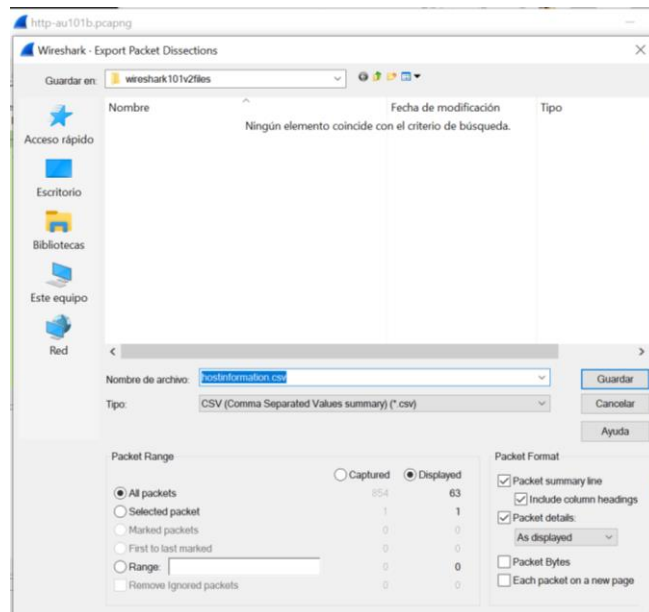 http-au101b.pcapng
Wireshark · Export Packet Dissections
Guardar en: wireshark101v2files
Nombre Fecha de modificación Tipo
Ningún elemento coincide con el criterio de búsqueda.
Acceso rápido
Escritorio
Bibliotecas
Este equipo
Red
Nombre de archivo: hostinformation.csv Guardar
Tipo: CSV (Comma Separated Values summary) (*.csv) Cancelar
Ayuda
Packet Range
Captured Displayed
All packets 854 63
Selected packet 1 1
Marked packets 0 0
First to last marked 0 0
Range: 0 0
Remove Ignored packets 0 0
Packet Format
Packet summary line
Include column headings
Packet details:
As displayed
Packet Bytes
Each packet on a new page